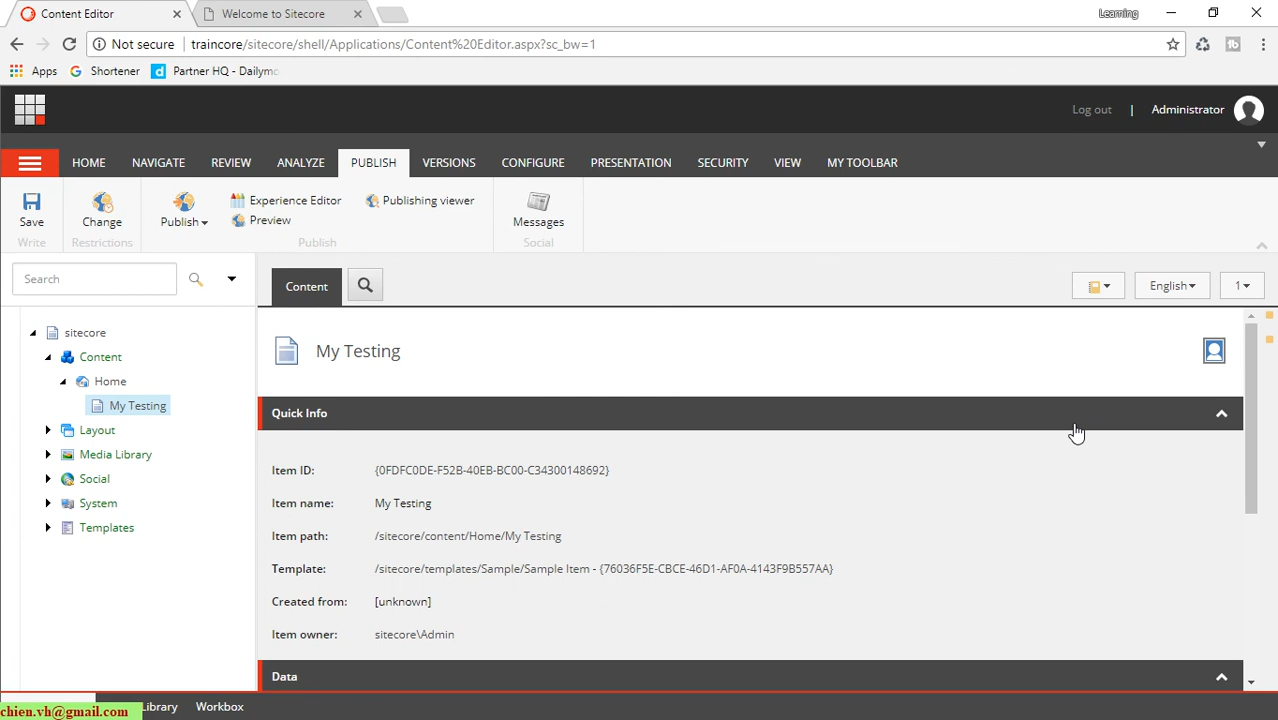 Content Editor
Welcome to Sitecore
Learning
Not secure traincore/sitecore/shell/Applications/Content%20Editor.aspx?sc_bw=1
Apps Shortener Partner HQ - Dailymo
Log out | Administrator
HOME NAVIGATE REVIEW ANALYZE PUBLISH VERSIONS CONFIGURE PRESENTATION SECURITY VIEW MY TOOLBAR
Save Change Publish Experience Editor Preview Publishing viewer Messages
Write Restrictions Publish Social
Search
Content
English
1
sitecore
Content
Home
My Testing
Layout
Media Library
Social
System
Templates
My Testing
Quick Info
Item ID: {0FDFC0DE-F52B-40EB-BC00-C34300148692}
Item name: My Testing
Item path: /sitecore/content/Home/My Testing
Template: /sitecore/templates/Sample/Sample Item - {76036F5E-CBCE-46D1-AF0A-4143F9B557AA}
Created from: [unknown]
Item owner: sitecore\Admin
Data
chien.vh@gmail.com
Library Workbox